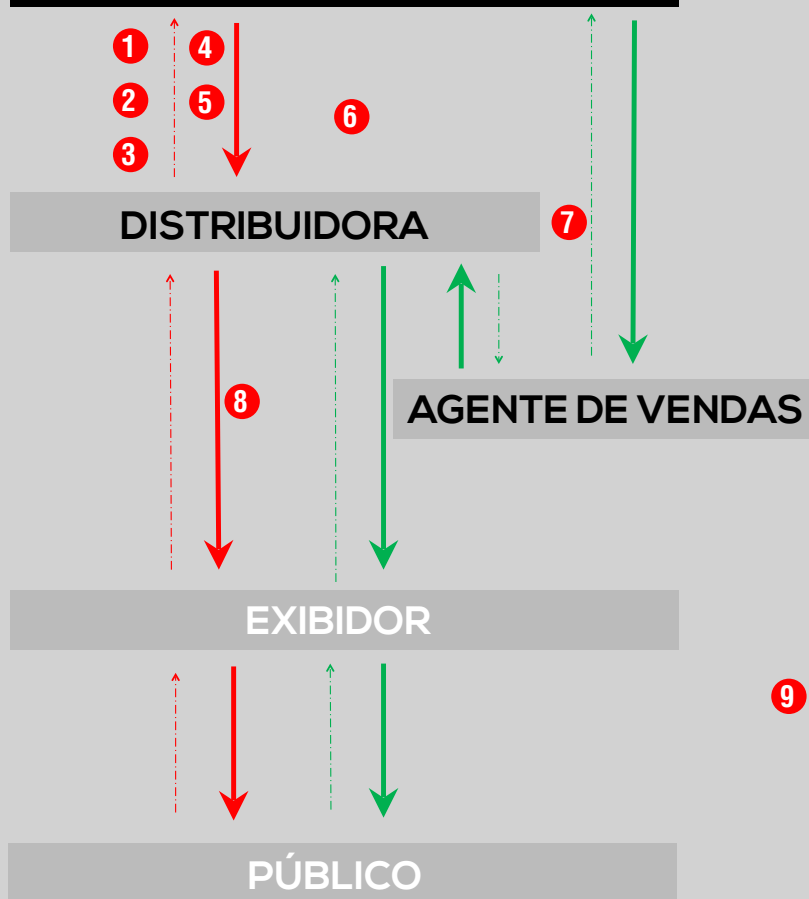 1 4
2 5
6
3
DISTRIBUIDORA
7
8
AGENTE DE VENDAS
EXIBIDOR
9
PÚBLICO